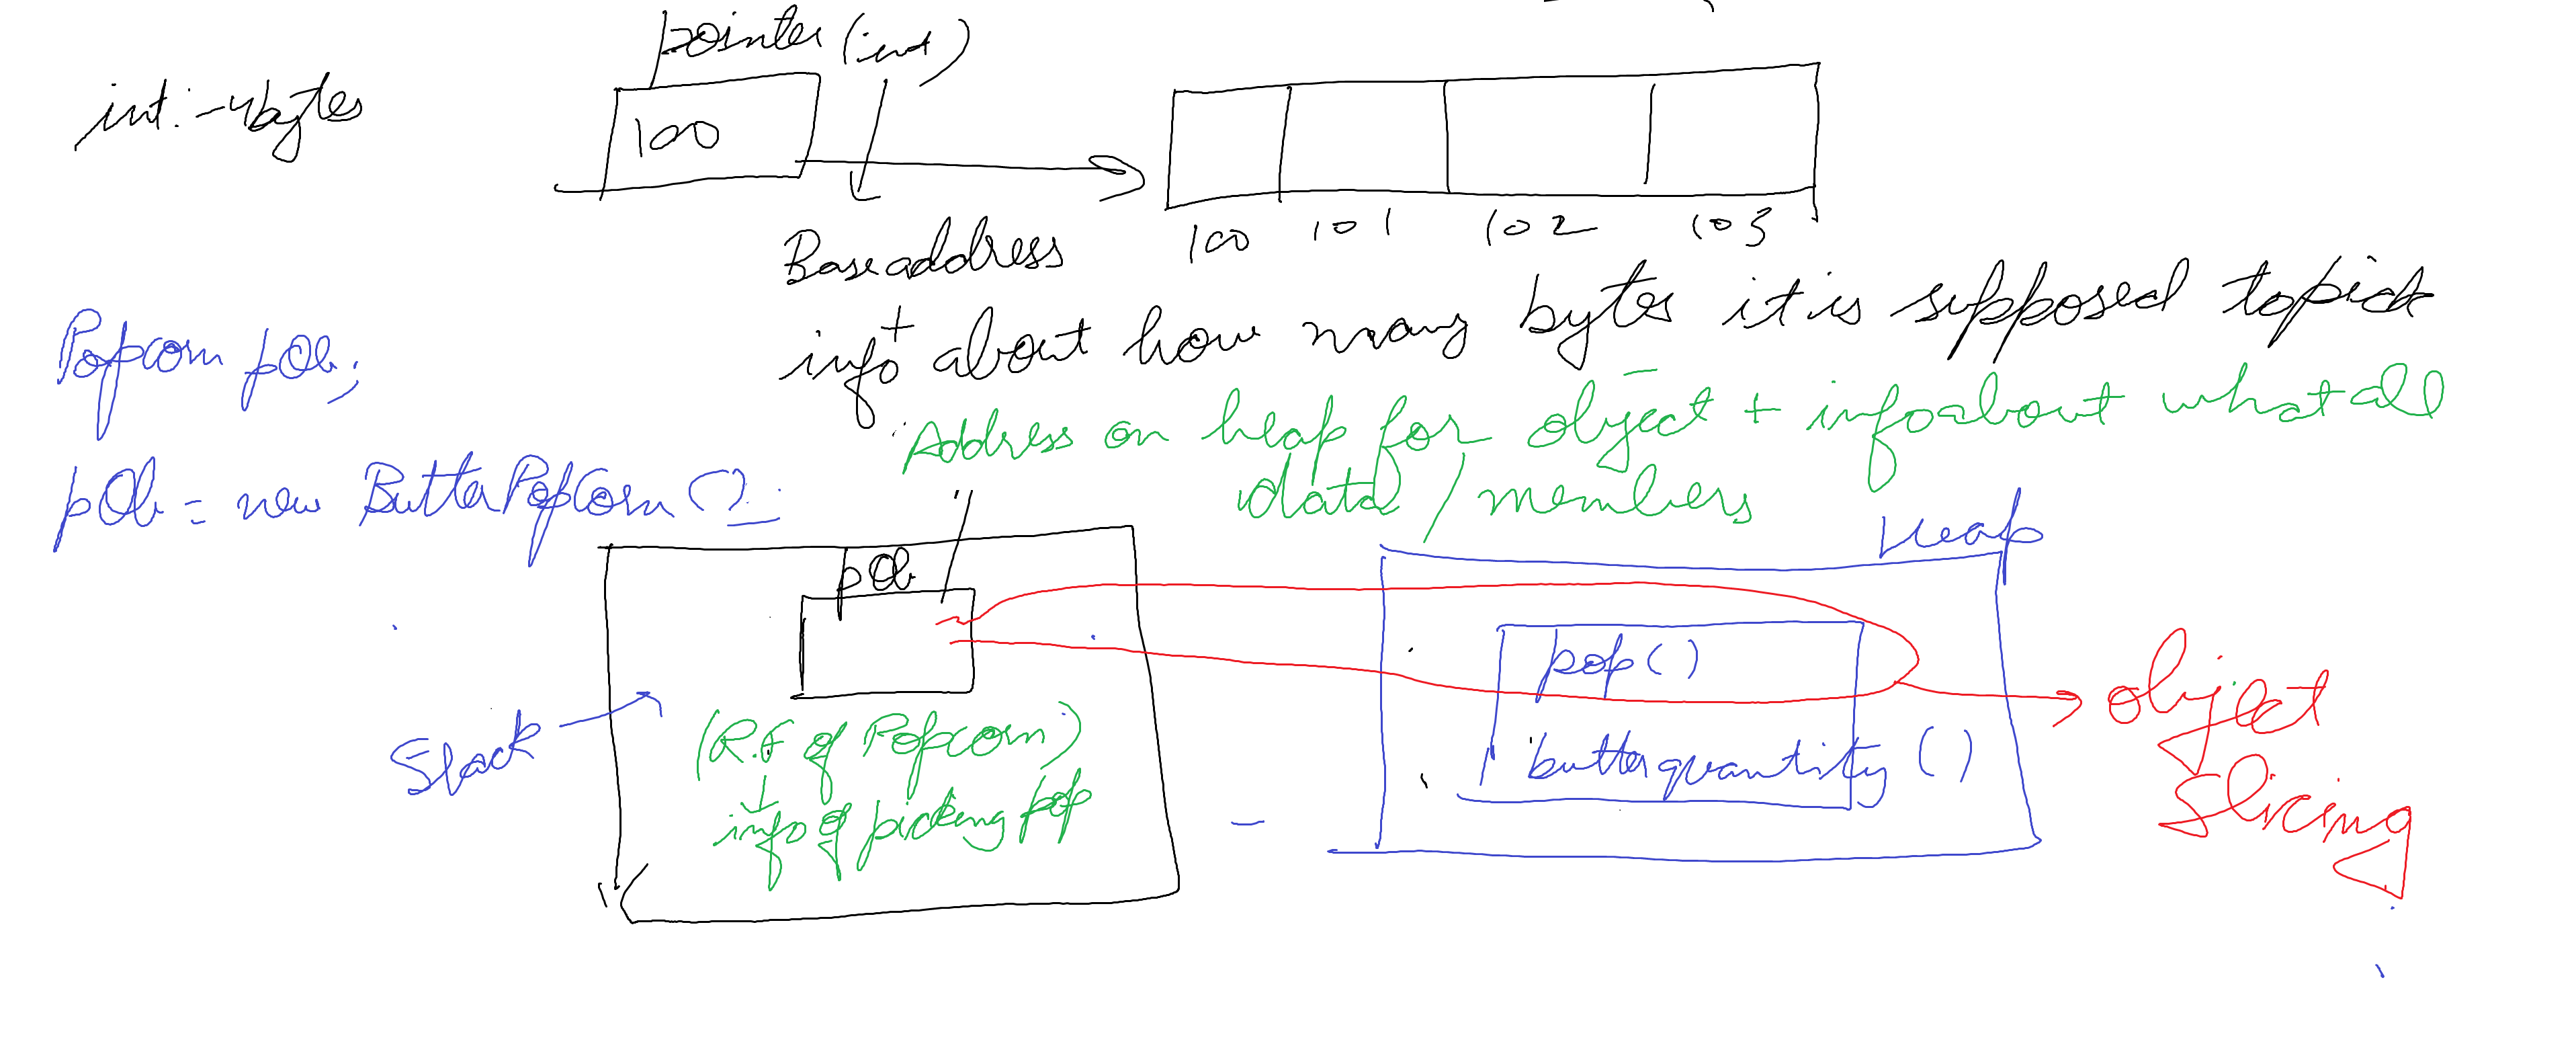 pointer (int)
int :- 4bytes
100
100 101 102 103
Base address
+
info about how many bytes it is supposed to pick
Popcorn pOb;
Address on heap for object + info about what all
data / members
pOb = new ButterPopCorn();
Heap
pOb
pop()
object
slicing
Stack
(R.F of Popcorn)
info of picking pop
butterquantity()